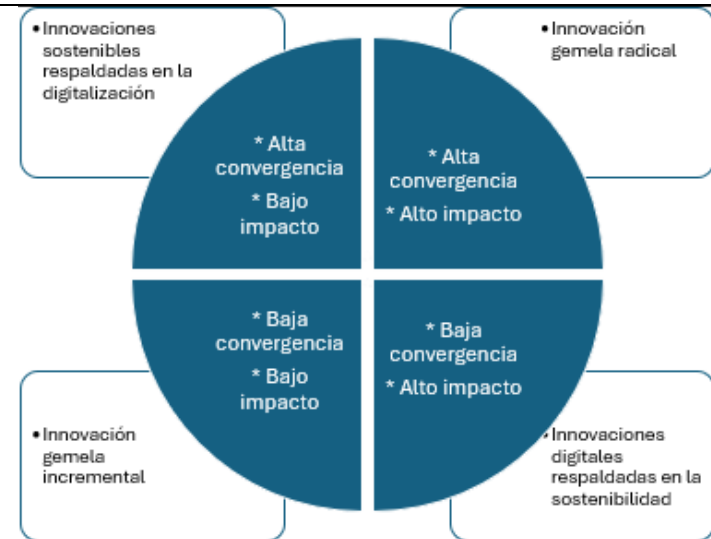 •Innovaciones
sostenibles
respaldadas en la
digitalización
•Innovación
gemela radical
* Alta
convergencia
* Bajo
impacto
* Alta
convergencia
* Alto impacto
* Baja
convergencia
* Bajo
impacto
* Baja
convergencia
* Alto impacto
•Innovación
gemela
incremental
•Innovaciones
digitales
respaldadas en la
sostenibilidad